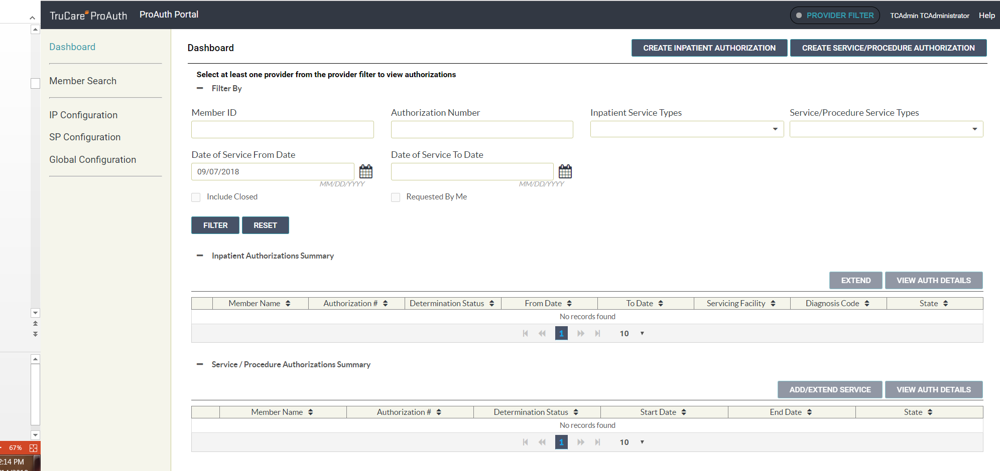 TruCare ProAuth
ProAuth Portal
PROVIDER FILTER
TCAdmin TCAdministrator
Help
Dashboard
Member Search
IP Configuration
SP Configuration
Global Configuration
Dashboard
CREATE INPATIENT AUTHORIZATION
CREATE SERVICE/PROCEDURE AUTHORIZATION
Select at least one provider from the provider filter to view authorizations
Filter By
Member ID
Authorization Number
Inpatient Service Types
Service/Procedure Service Types
Date of Service From Date
Date of Service To Date
09/07/2018
MM/DD/YYYY
MM/DD/YYYY
Include Closed
Requested By Me
FILTER
RESET
Inpatient Authorizations Summary
EXTEND
VIEW AUTH DETAILS
Member Name
Authorization #
Determination Status
From Date
To Date
Servicing Facility
Diagnosis Code
State
No records found
1
10
Service / Procedure Authorizations Summary
ADD/EXTEND SERVICE
VIEW AUTH DETAILS
Member Name
Authorization #
Determination Status
Start Date
End Date
State
No records found
1
10
67%
2:14 PM